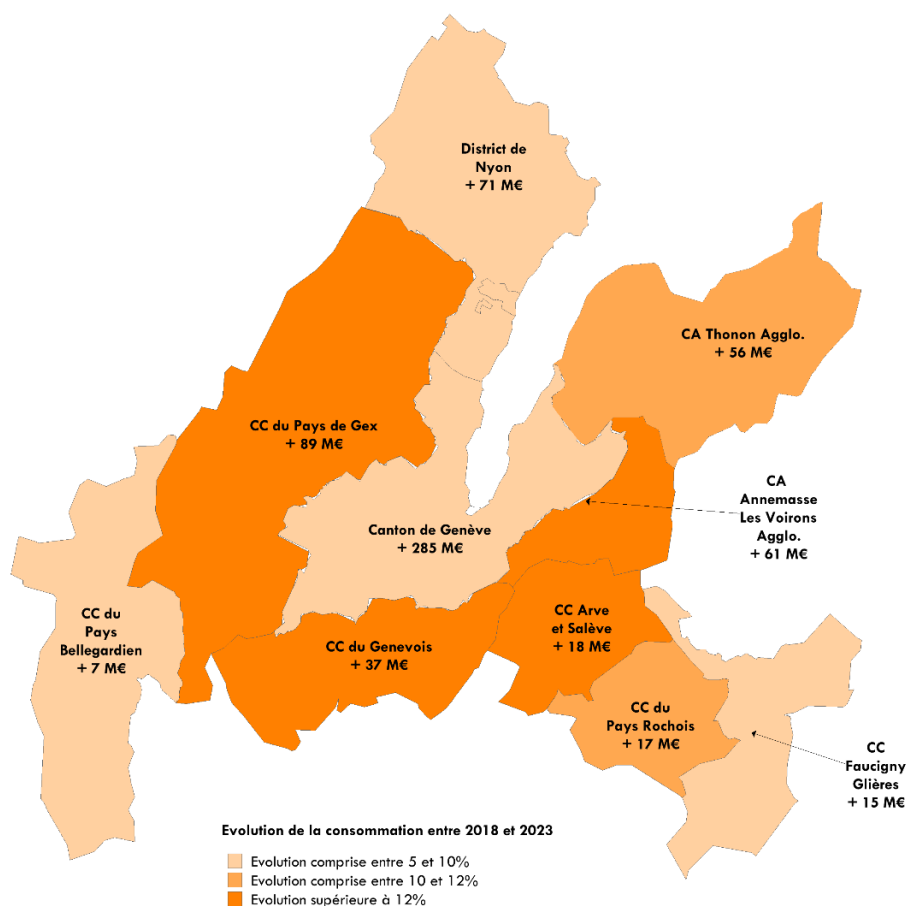 District de
Nyon
+ 71 M€
CA Thonon Agglo.
+ 56 M€
CC du Pays de Gex
+ 89 M€
CA
Annemasse
Les Voirons
Agglo.
+ 61 M€
Canton de Genève
+ 285 M€
CC du
Pays
Bellegardien
+ 7 M€
CC Arve
et Salève
+ 18 M€
CC du Genevois
+ 37 M€
CC du
Pays Rochois
+ 17 M€
CC
Faucigny
Glières
+ 15 M€
Evolution de la consommation entre 2018 et 2023
Evolution comprise entre 5 et 10%
Evolution comprise entre 10 et 12%
Evolution supérieure à 12%